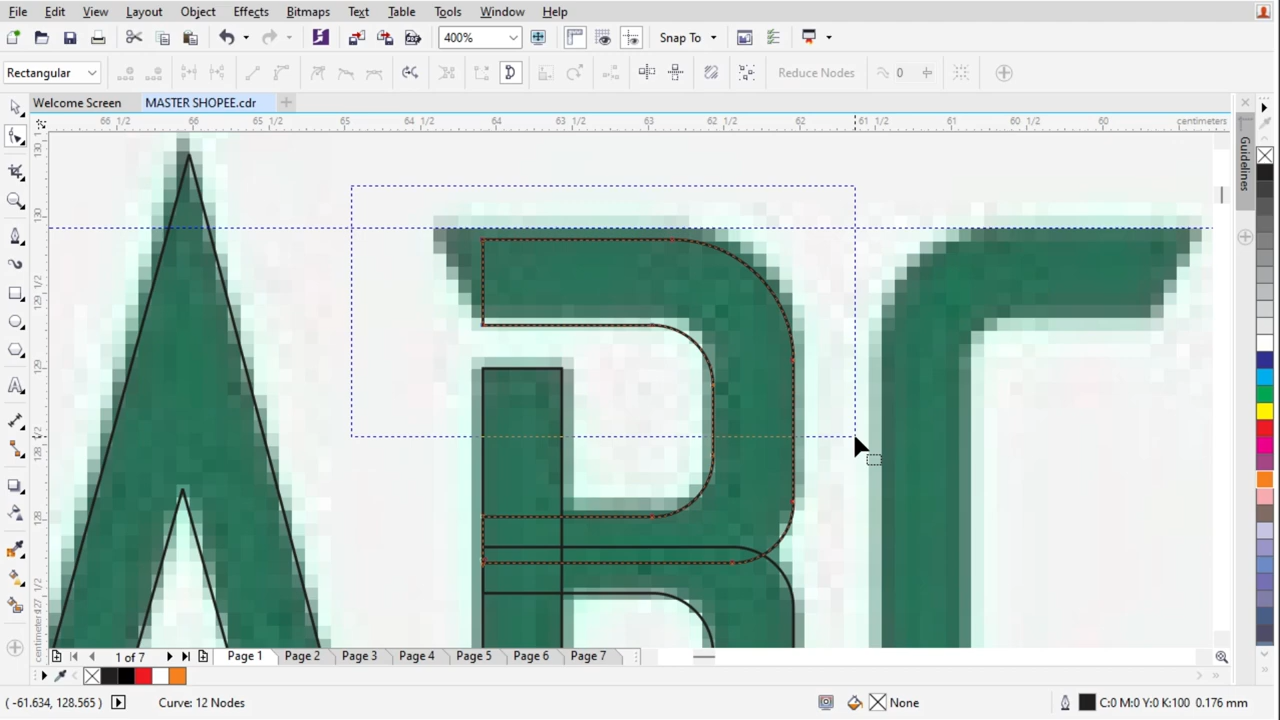 File Edit View Layout Object Effects Bitmaps Text Table Tools Window Help
400% Snap To
Rectangular Reduce Nodes 0
Welcome Screen MASTER SHOPEE.cdr
66 1/2 66 65 1/2 65 64 1/2 64 63 1/2 63 62 1/2 62 61 1/2 61 60 1/2 60 centimeters
Guidelines
1 of 7 Page 1 Page 2 Page 3 Page 4 Page 5 Page 6 Page 7
( -61.634, 128.565 ) Curve: 12 Nodes None C:0 M:0 Y:0 K:100 0.176 mm